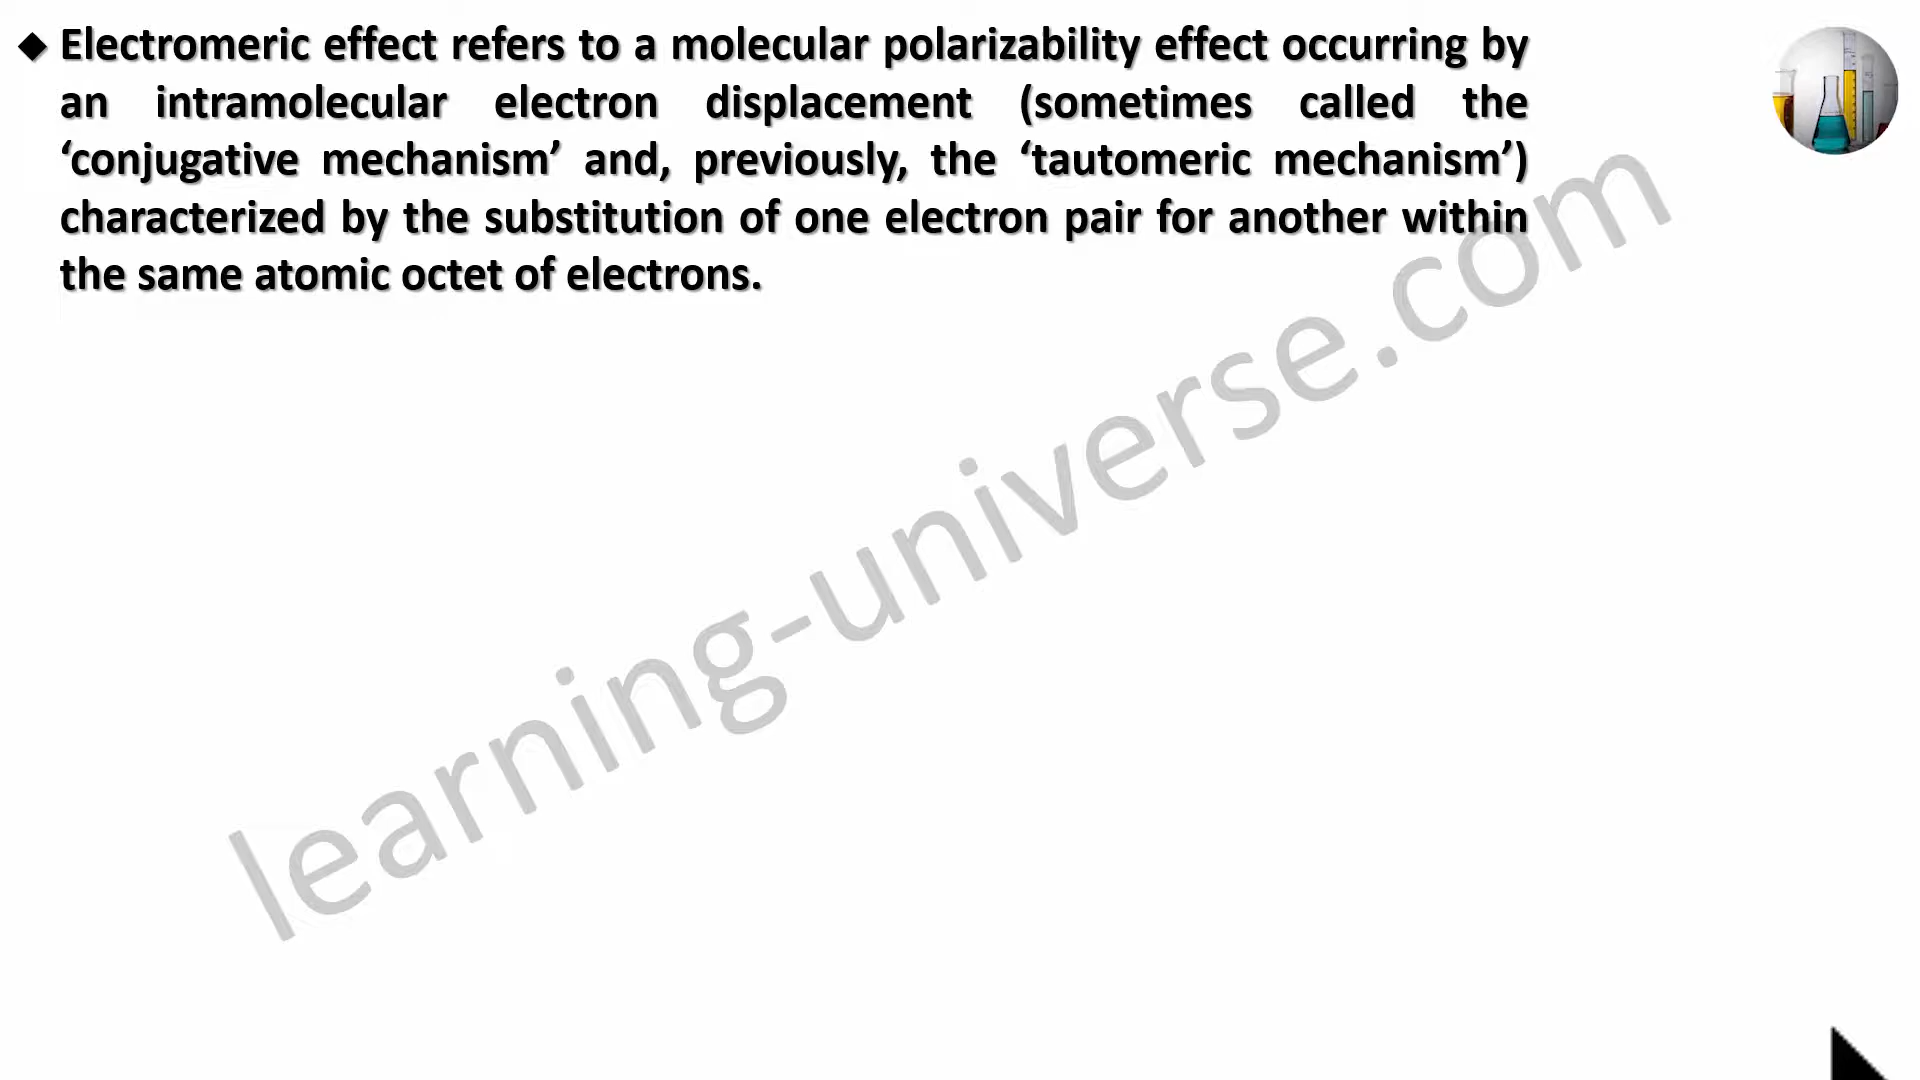 ◆ Electromeric effect refers to a molecular polarizability effect occurring by
an intramolecular electron displacement (sometimes called the
‘conjugative mechanism’ and, previously, the ‘tautomeric mechanism’)
characterized by the substitution of one electron pair for another within
the same atomic octet of electrons.
learning-universe.com